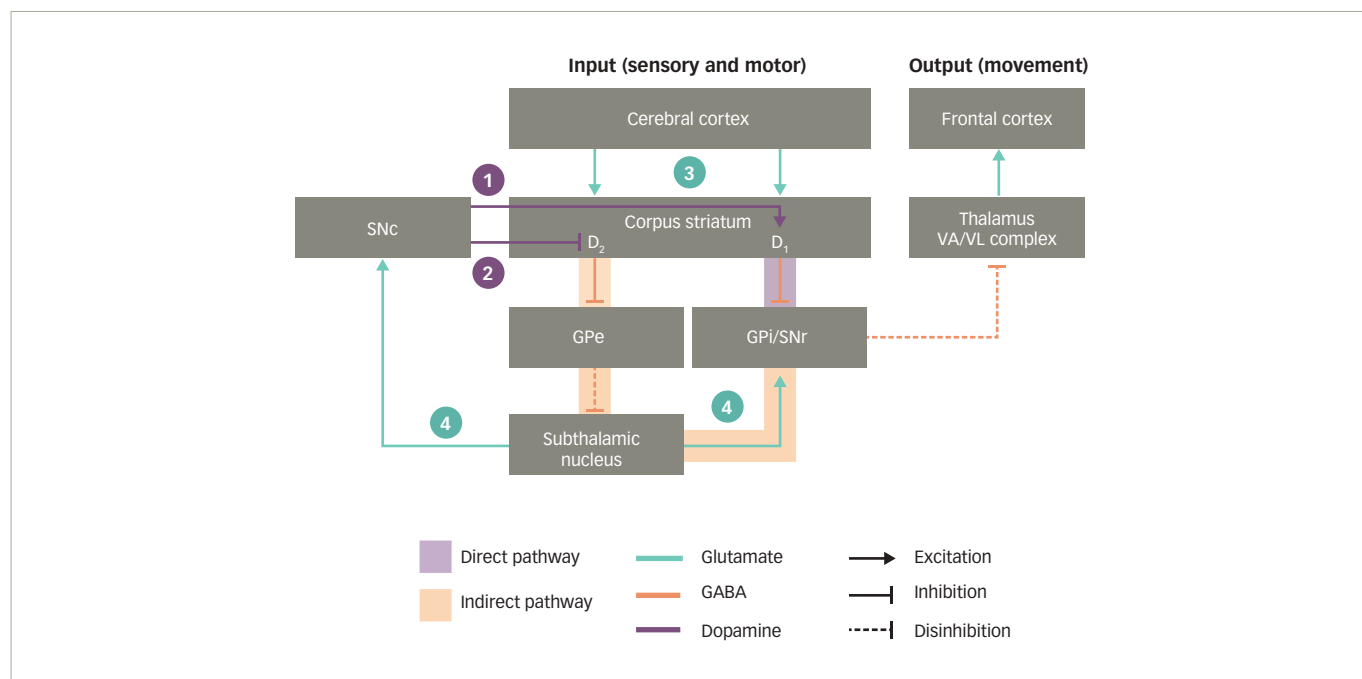 Input (sensory and motor)
Output (movement)
Cerebral cortex
Frontal cortex
1
3
SNc
Corpus striatum
D₂
D₁
Thalamus
VA/VL complex
2
GPe
GPi/SNr
4
4
Subthalamic
nucleus
Direct pathway
Indirect pathway
Glutamate
GABA
Dopamine
Excitation
Inhibition
Disinhibition